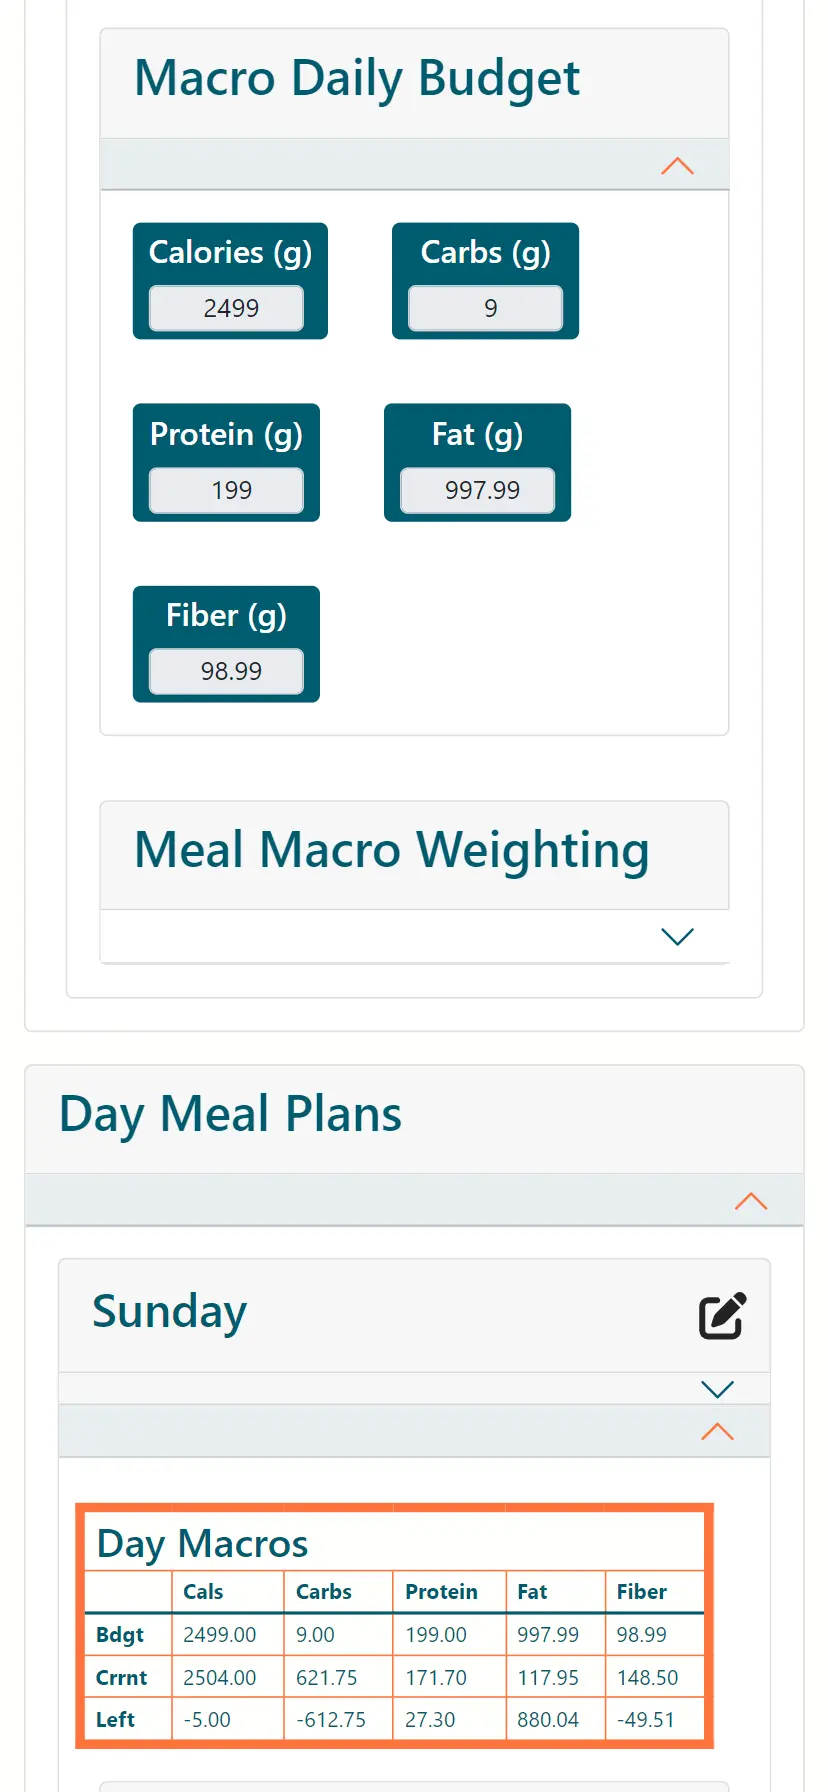 Macro Daily Budget
Calories (g) Carbs (g)
2499 9
Protein (g) Fat (g)
199 997.99
Fiber (g)
98.99
Meal Macro Weighting
Day Meal Plans
Sunday
Day Macros
Cals Carbs Protein Fat Fiber
Bdgt 2499.00 9.00 199.00 997.99 98.99
Crrnt 2504.00 621.75 171.70 117.95 148.50
Left -5.00 -612.75 27.30 880.04 -49.51